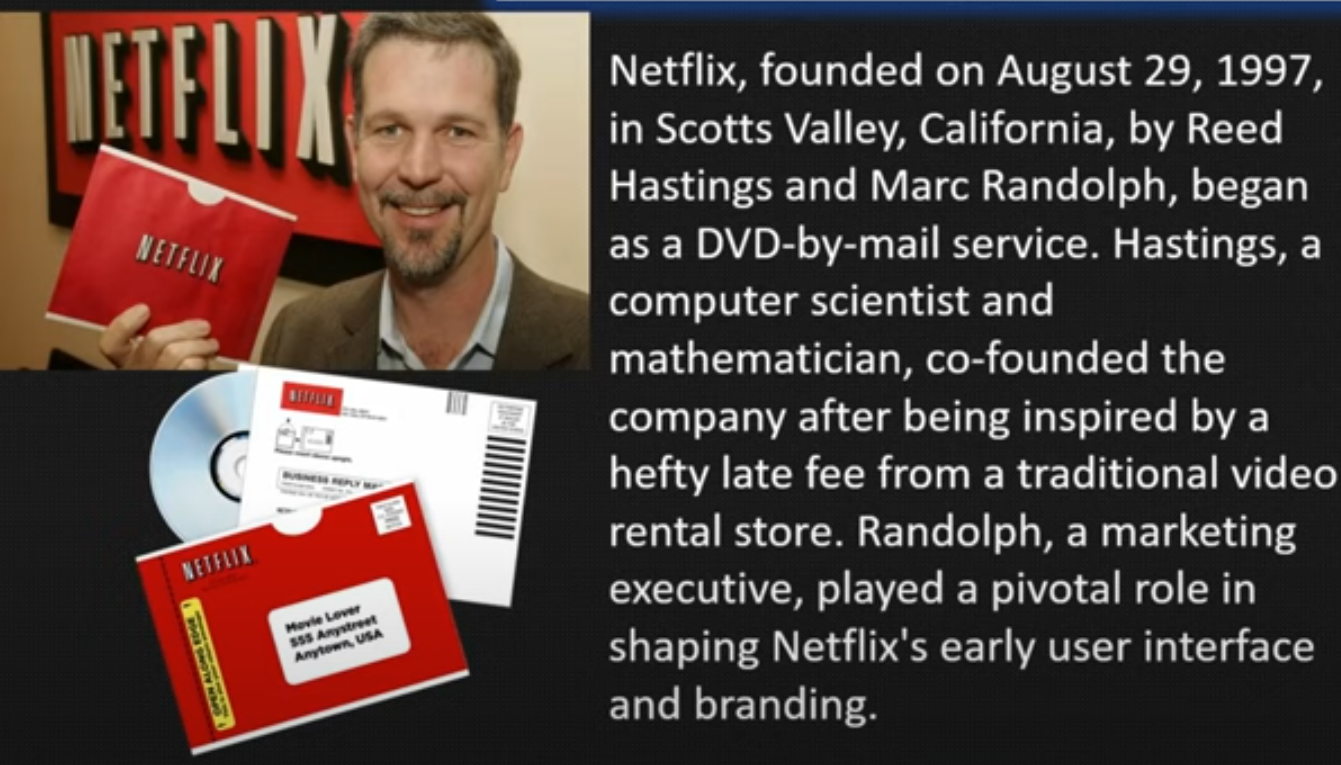 NETFLIX
NETFLIX
Netflix, founded on August 29, 1997,
in Scotts Valley, California, by Reed
Hastings and Marc Randolph, began
as a DVD-by-mail service. Hastings, a
computer scientist and
mathematician, co-founded the
company after being inspired by a
hefty late fee from a traditional video
rental store. Randolph, a marketing
executive, played a pivotal role in
shaping Netflix's early user interface
and branding.
NETFLIX
BUSINESS REPLY
NETFLIX
Movie Lover
555 Anystreet
Anytown, USA
OPEN ALONG EDGE